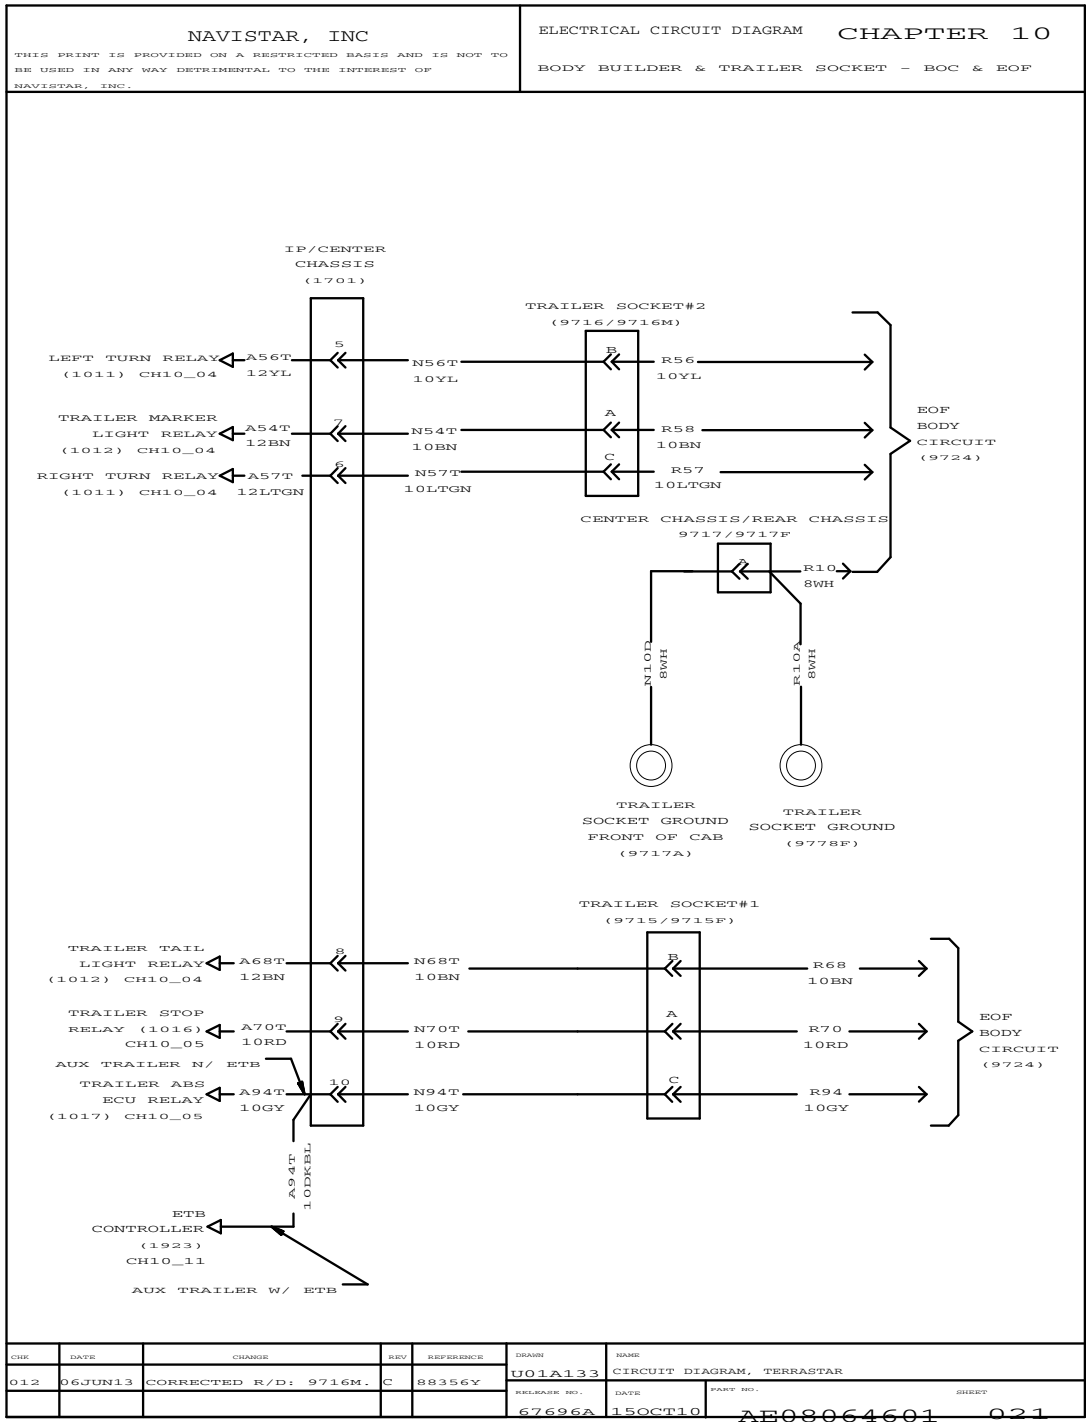 NAVISTAR, INC
THIS PRINT IS PROVIDED ON A RESTRICTED BASIS AND IS NOT TO
BE USED IN ANY WAY DETRIMENTAL TO THE INTEREST OF
NAVISTAR, INC.
ELECTRICAL CIRCUIT DIAGRAM CHAPTER 10
BODY BUILDER & TRAILER SOCKET - BOC & EOF
IP/CENTER
CHASSIS
(1701)
TRAILER SOCKET#2
(9716/9716M)
LEFT TURN RELAY
(1011) CH10_04
A56T
12YL
5
N56T
10YL
B
R56
10YL
TRAILER MARKER
LIGHT RELAY
(1012) CH10_04
A54T
12BN
7
N54T
10BN
A
R58
10BN
RIGHT TURN RELAY
(1011) CH10_04
A57T
12LTGN
6
N57T
10LTGN
C
R57
10LTGN
EOF
BODY
CIRCUIT
(9724)
CENTER CHASSIS/REAR CHASSIS
9717/9717F
A
R10
8WH
N10D
8WH
R10A
8WH
TRAILER
SOCKET GROUND
FRONT OF CAB
(9717A)
TRAILER
SOCKET GROUND
(9778F)
TRAILER SOCKET#1
(9715/9715F)
TRAILER TAIL
LIGHT RELAY
(1012) CH10_04
A68T
12BN
8
N68T
10BN
B
R68
10BN
TRAILER STOP
RELAY (1016)
CH10_05
A70T
10RD
9
N70T
10RD
A
R70
10RD
AUX TRAILER N/ ETB
TRAILER ABS
ECU RELAY
(1017) CH10_05
A94T
10GY
10
N94T
10GY
C
R94
10GY
EOF
BODY
CIRCUIT
(9724)
A94T
10DKBL
ETB
CONTROLLER
(1923)
CH10_11
AUX TRAILER W/ ETB
CHK DATE CHANGE REV REFERENCE
012 06JUN13 CORRECTED R/D: 9716M. C 88356Y
DRAWN
U01A133
NAME
CIRCUIT DIAGRAM, TERRASTAR
RELEASE NO.
67696A
DATE
15OCT10
PART NO.
AE08064601
SHEET
021